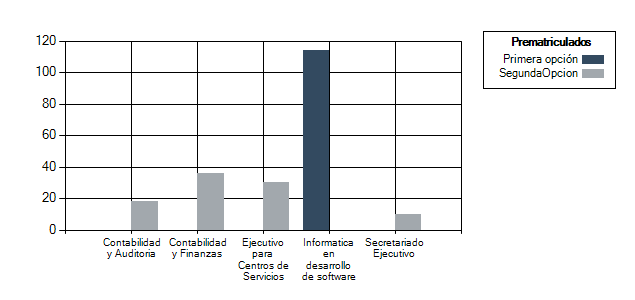 120
100
80
60
40
20
0
Contabilidad
y Auditoria
Contabilidad
y Finanzas
Ejecutivo
para
Centros de
Servicios
Informatica
en
desarrollo
de software
Secretariado
Ejecutivo
Prematriculados
Primera opción
SegundaOpcion